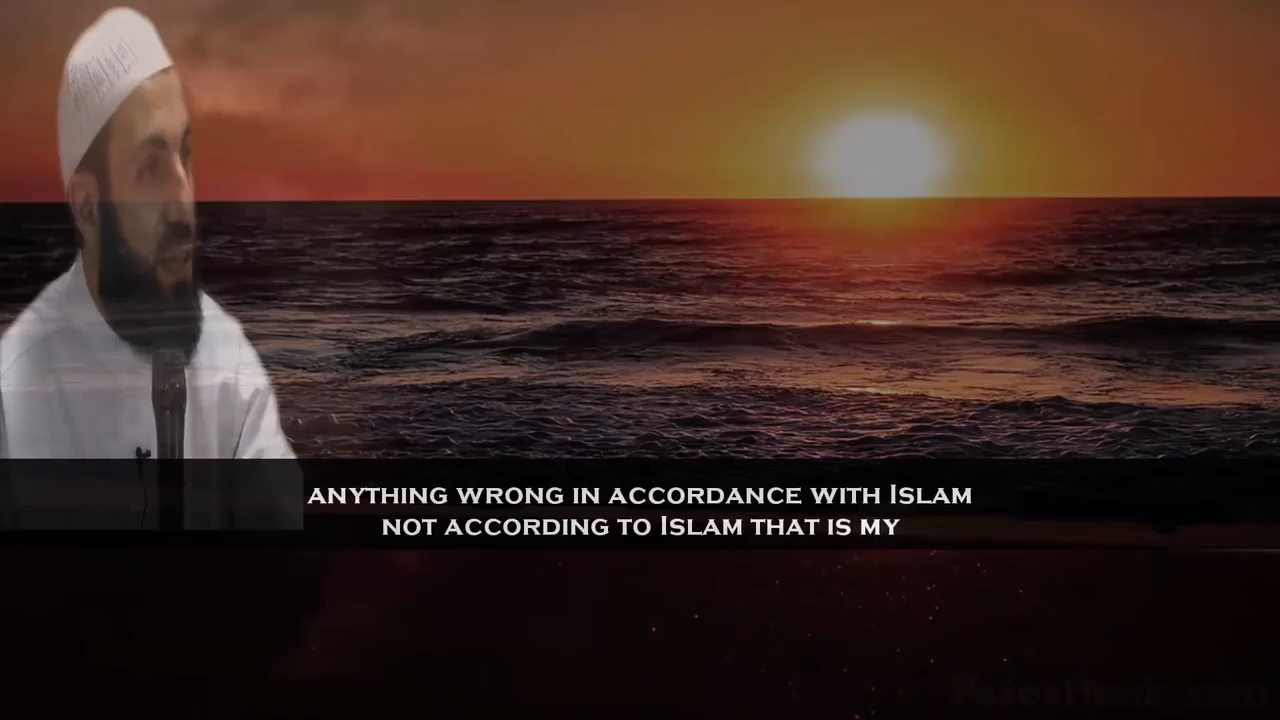 ANYTHING WRONG IN ACCORDANCE WITH ISLAM
NOT ACCORDING TO ISLAM THAT IS MY